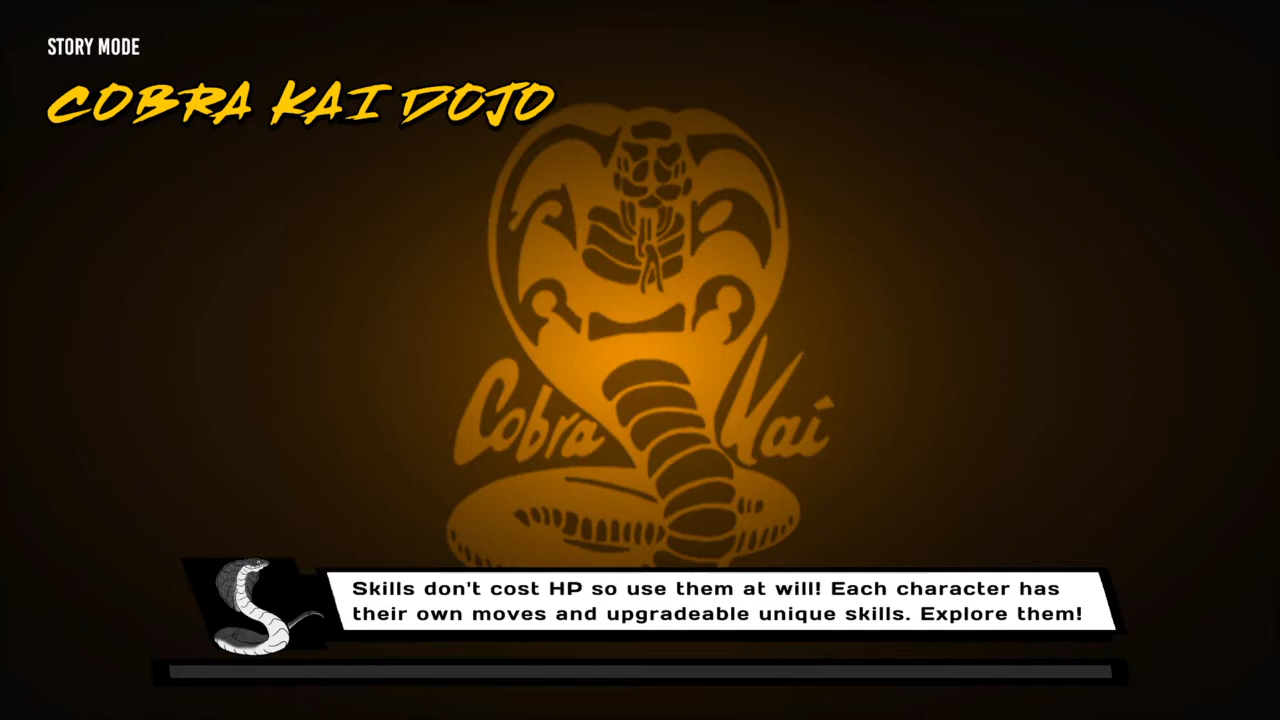 STORY MODE
COBRA KAI DOJO
Cobra Kai
Skills don't cost HP so use them at will! Each character has
their own moves and upgradeable unique skills. Explore them!